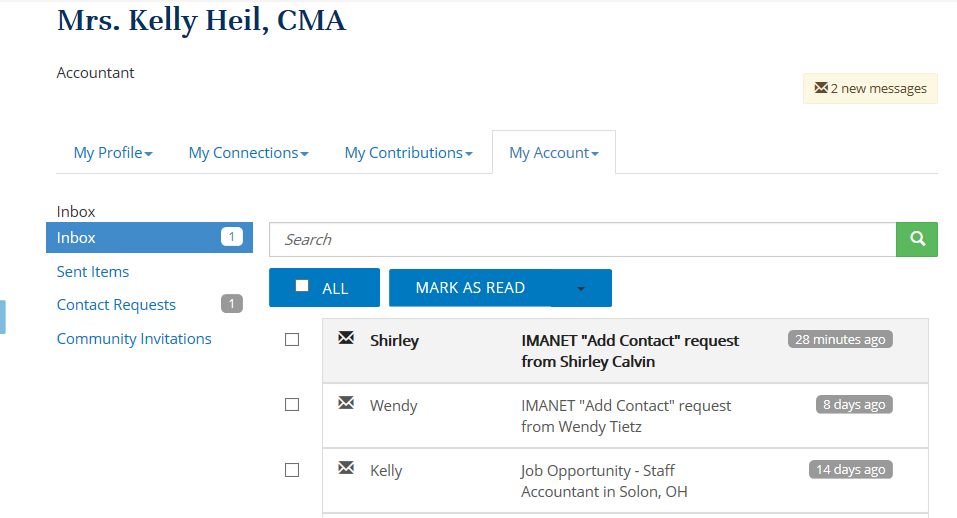 Mrs. Kelly Heil, CMA
Accountant
2 new messages
My Profile My Connections My Contributions My Account
Inbox
Inbox 1
Sent Items
Contact Requests 1
Community Invitations
Search
ALL MARK AS READ
Shirley IMANET "Add Contact" request 28 minutes ago
from Shirley Calvin
Wendy IMANET "Add Contact" request 8 days ago
from Wendy Tietz
Kelly Job Opportunity - Staff 14 days ago
Accountant in Solon, OH